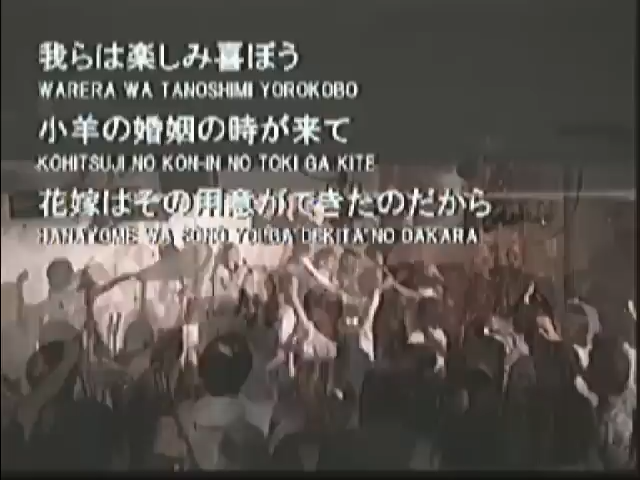 我らは楽しみ喜ぼう
WARERA WA TANOSHIMI YOROKOBO
小羊の婚姻の時が来て
KOHITSUJI NO KON-IN NO TOKI GA KITE
花嫁はその用意ができたのだから
HANAYOME WA SONO YOI GA DEKITA NO DAKARA